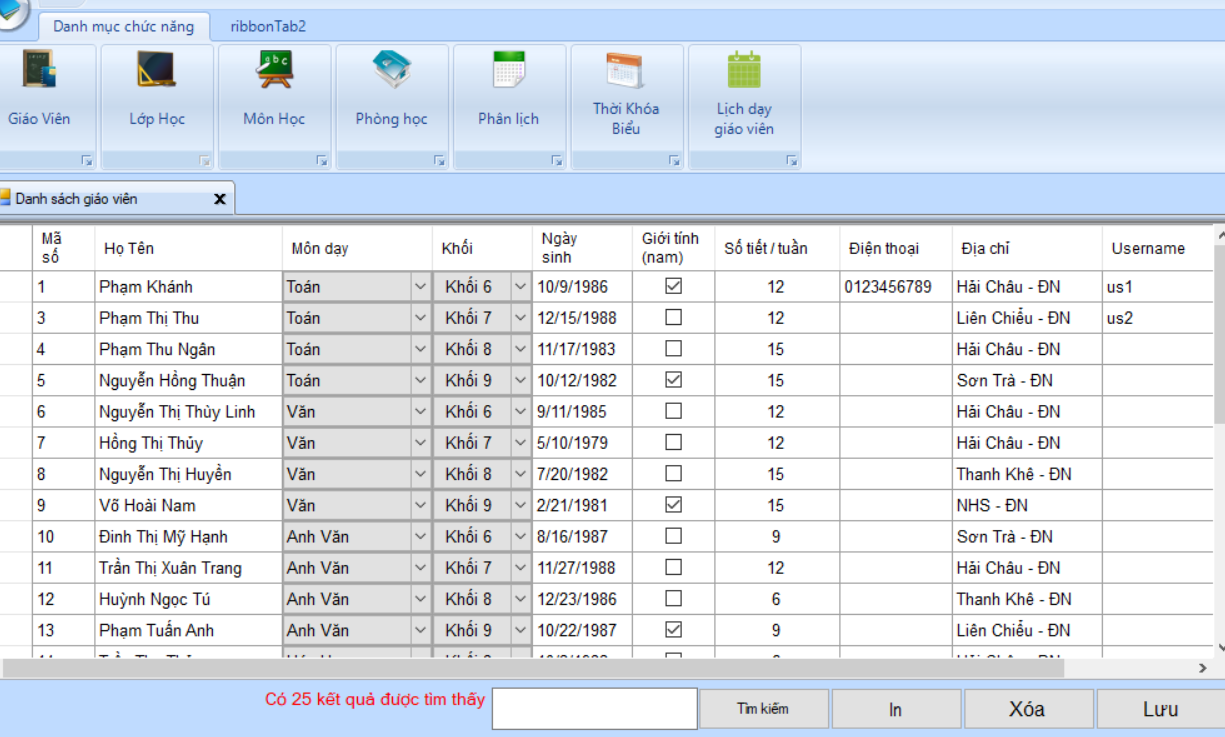 Danh mục chức năng ribbonTab2
Giáo Viên Lớp Học Môn Học Phòng học Phân lịch Thời Khóa Biểu Lịch dạy giáo viên
Danh sách giáo viên x
Mã số Họ Tên Môn dạy Khối Ngày sinh Giới tính (nam) Số tiết / tuần Điện thoại Địa chỉ Username
1 Phạm Khánh Toán Khối 6 10/9/1986 12 0123456789 Hải Châu - ĐN us1
3 Phạm Thị Thu Toán Khối 7 12/15/1988 12 Liên Chiểu - ĐN us2
4 Phạm Thu Ngân Toán Khối 8 11/17/1983 15 Hải Châu - ĐN
5 Nguyễn Hồng Thuận Toán Khối 9 10/12/1982 15 Sơn Trà - ĐN
6 Nguyễn Thị Thùy Linh Văn Khối 6 9/11/1985 12 Hải Châu - ĐN
7 Hồng Thị Thủy Văn Khối 7 5/10/1979 12 Hải Châu - ĐN
8 Nguyễn Thị Huyền Văn Khối 8 7/20/1982 15 Thanh Khê - ĐN
9 Võ Hoài Nam Văn Khối 9 2/21/1981 15 NHS - ĐN
10 Đinh Thị Mỹ Hạnh Anh Văn Khối 6 8/16/1987 9 Sơn Trà - ĐN
11 Trần Thị Xuân Trang Anh Văn Khối 7 11/27/1988 12 Hải Châu - ĐN
12 Huỳnh Ngọc Tú Anh Văn Khối 8 12/23/1986 6 Thanh Khê - ĐN
13 Phạm Tuấn Anh Anh Văn Khối 9 10/22/1987 9 Liên Chiểu - ĐN
Có 25 kết quả được tìm thấy Tìm kiếm In Xóa Lưu